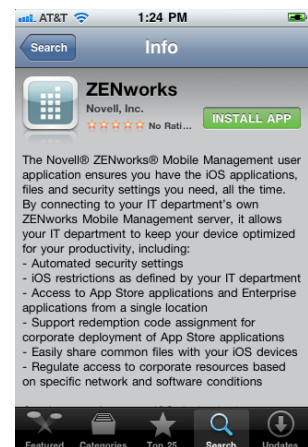 AT&T 1:24 PM
Search Info
ZENworks
Novell, Inc.
No Rati... INSTALL APP
The Novell® ZENworks® Mobile Management user
application ensures you have the iOS applications,
files and security settings you need, all the time.
By connecting to your IT department's own
ZENworks Mobile Management server, it allows
your IT department to keep your device optimized
for your productivity, including:
- Automated security settings
- iOS restrictions as defined by your IT department
- Access to App Store applications and Enterprise
applications from a single location
- Support redemption code assignment for
corporate deployment of App Store applications
- Easily share common files with your iOS devices
- Regulate access to corporate resources based
on specific network and software conditions
Featured Categories Top 25 Search Updates